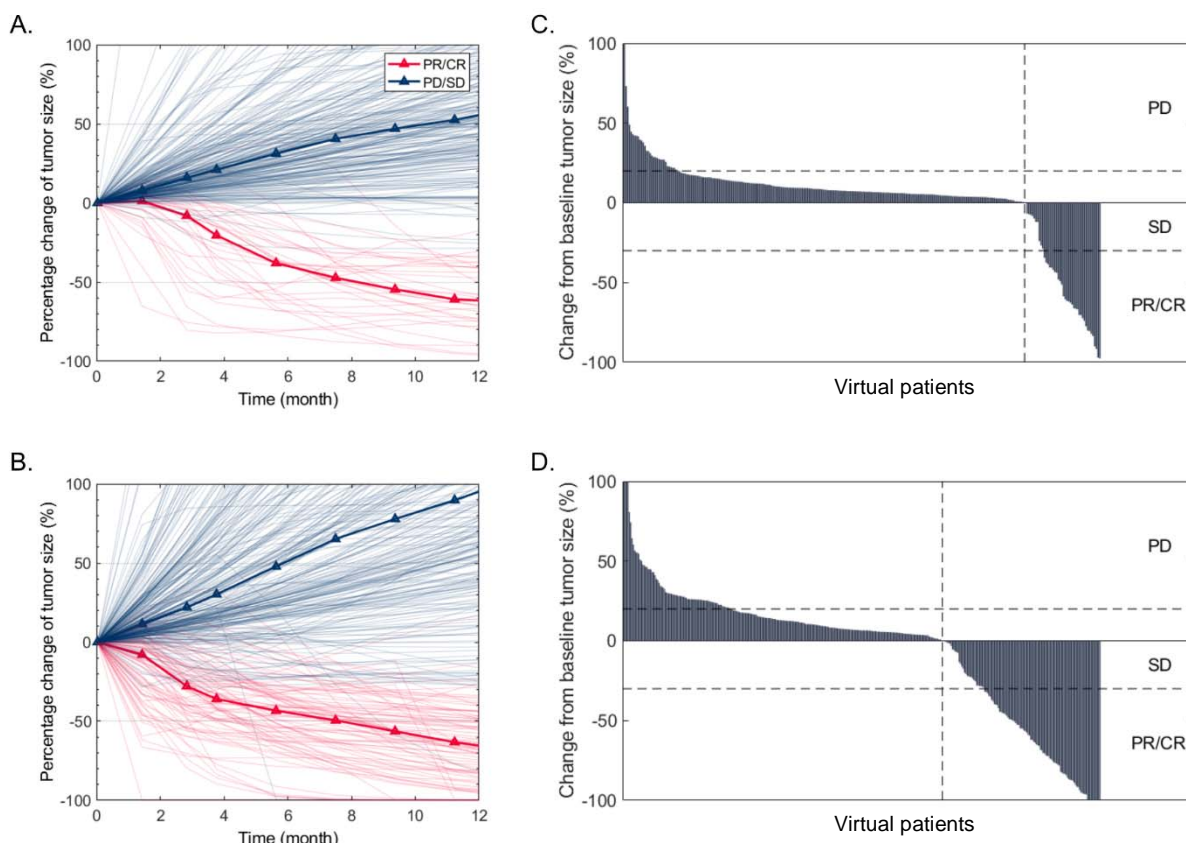 A.
Percentage change of tumor size (%)
100
50
0
-50
-100
PR/CR
PD/SD
0 2 4 6 8 10 12
Time (month)
C.
Change from baseline tumor size (%)
100
50
0
-50
-100
PD
SD
PR/CR
Virtual patients
B.
Percentage change of tumor size (%)
100
50
0
-50
-100
0 2 4 6 8 10 12
Time (month)
D.
Change from baseline tumor size (%)
100
50
0
-50
-100
PD
SD
PR/CR
Virtual patients